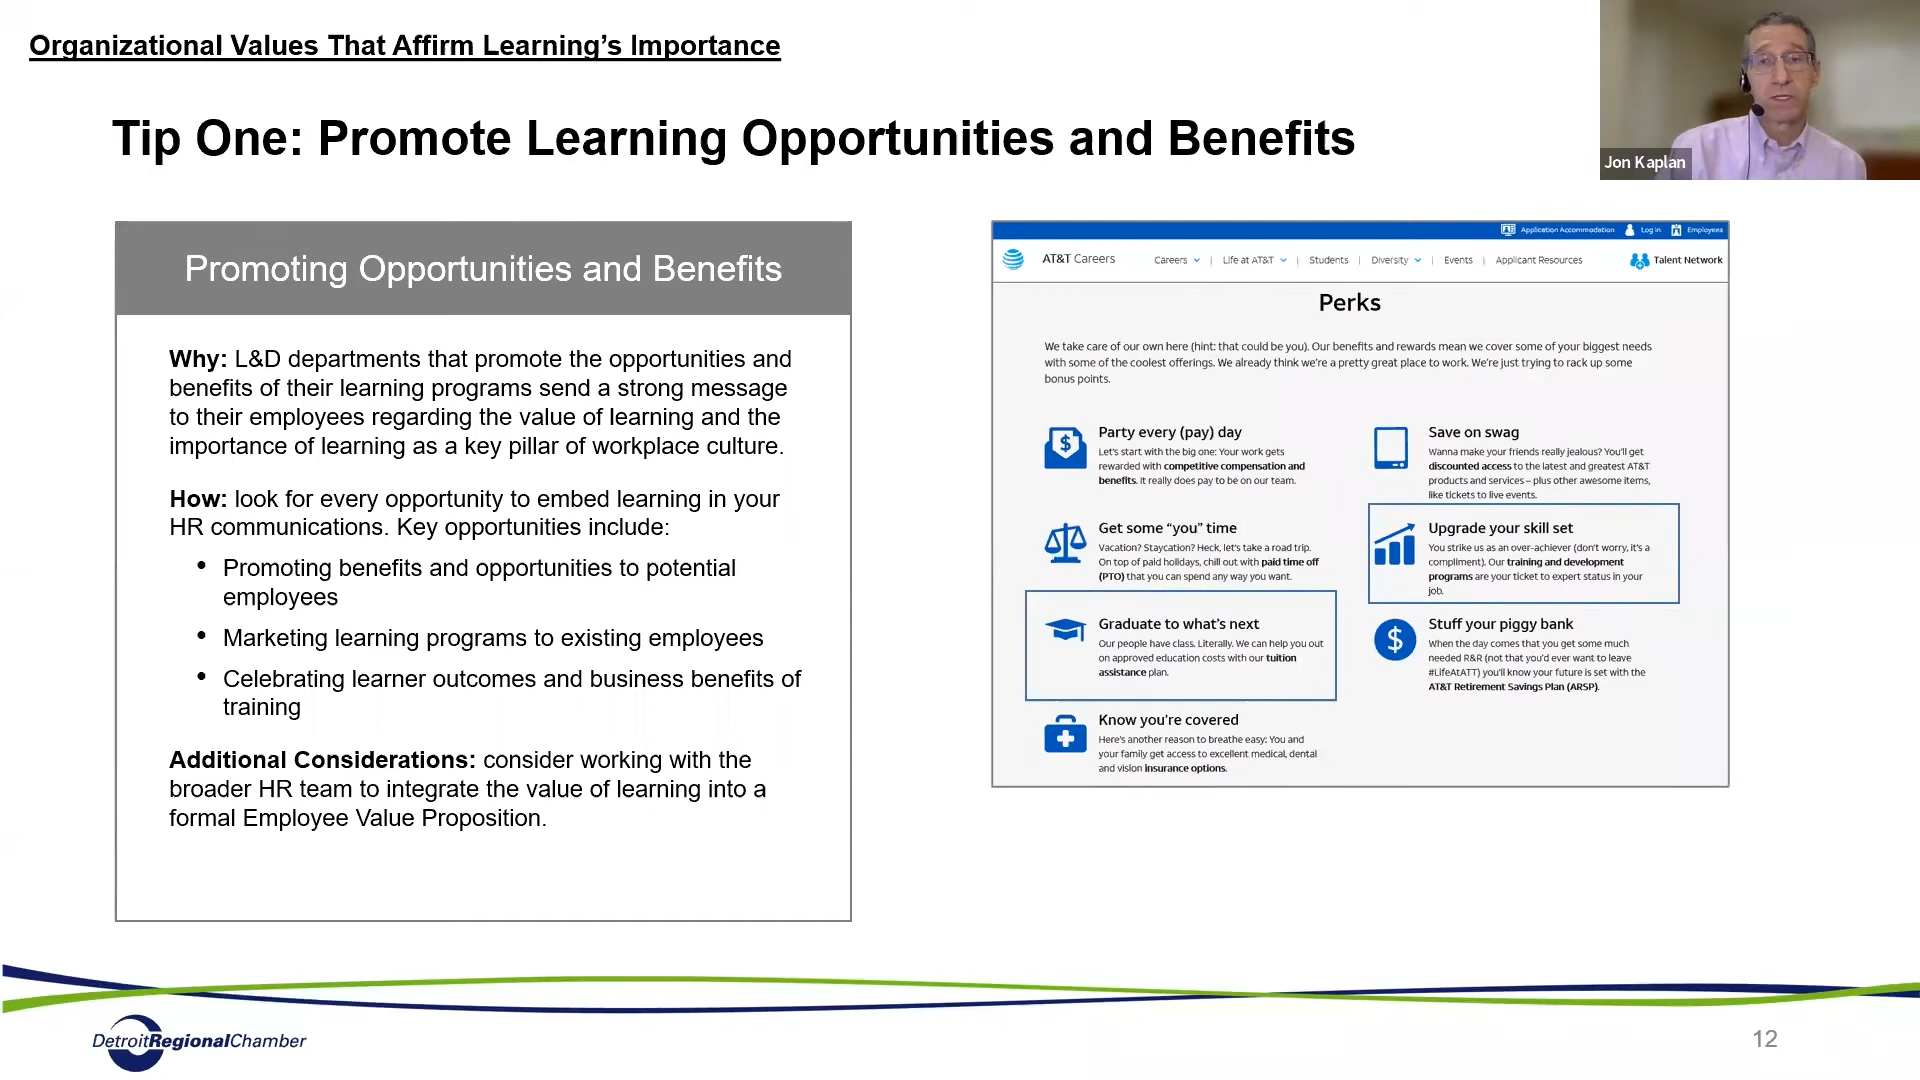 Organizational Values That Affirm Learning’s Importance
Tip One: Promote Learning Opportunities and Benefits
Jon Kaplan
Promoting Opportunities and Benefits
Why: L&D departments that promote the opportunities and
benefits of their learning programs send a strong message
to their employees regarding the value of learning and the
importance of learning as a key pillar of workplace culture.
How: look for every opportunity to embed learning in your
HR communications. Key opportunities include:
• Promoting benefits and opportunities to potential
employees
• Marketing learning programs to existing employees
• Celebrating learner outcomes and business benefits of
training
Additional Considerations: consider working with the
broader HR team to integrate the value of learning into a
formal Employee Value Proposition.
Application Accommodation Log in Employees
AT&T Careers Careers | Life at AT&T | Students | Diversity | Events | Applicant Resources Talent Network
Perks
We take care of our own here (hint: that could be you). Our benefits and rewards mean we cover some of your biggest needs
with some of the coolest offerings. We already think we’re a pretty great place to work. We’re just trying to rack up some
bonus points.
Party every (pay) day
Let’s start with the big one: Your work gets
rewarded with competitive compensation and
benefits. It really does pay to be on our team.
Save on swag
Wanna make your friends really jealous? You’ll get
discounted access to the latest and greatest AT&T
products and services – plus other awesome items,
like tickets to live events.
Get some “you” time
Vacation? Staycation? Heck, let’s take a road trip.
On top of paid holidays, chill out with paid time off
(PTO) that you can spend any way you want.
Upgrade your skill set
You strike us as an over-achiever (don’t worry, it’s a
compliment). Our training and development
programs are your ticket to expert status in your
job.
Graduate to what’s next
Our people have class. Literally. We can help you out
on approved education costs with our tuition
assistance plan.
Stuff your piggy bank
When the day comes that you get some much
needed R&R (not that you’d ever want to leave
#LifeAtATT) you’ll know your future is set with the
AT&T Retirement Savings Plan (ARSP).
Know you’re covered
Here’s another reason to breathe easy: You and
your family get access to excellent medical, dental
and vision insurance options.
DetroitRegionalChamber
12